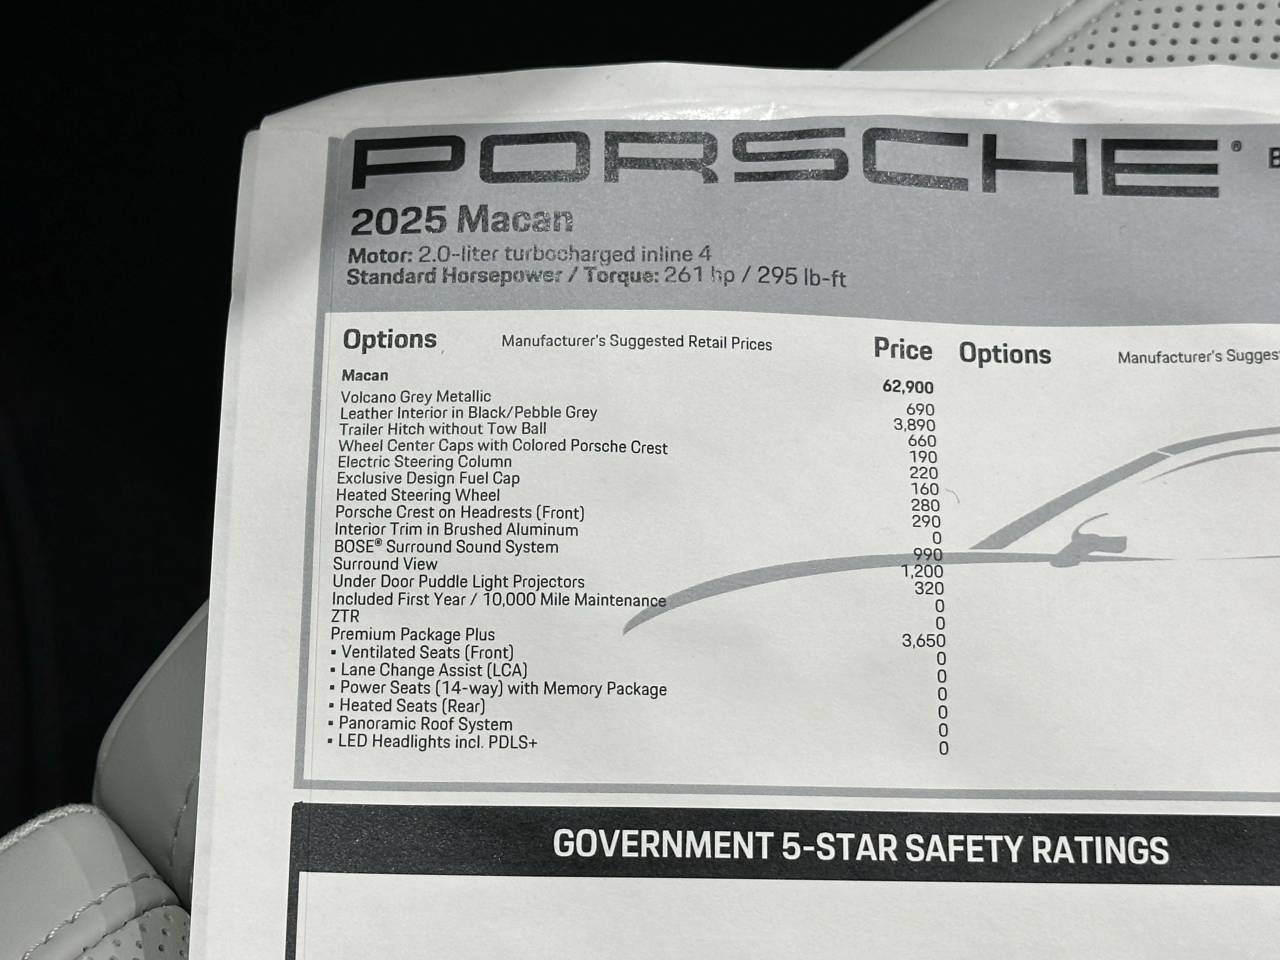 PORSCHE®
2025 Macan
Motor: 2.0-liter turbocharged inline 4
Standard Horsepower / Torque: 261 hp / 295 lb-ft
Options Manufacturer's Suggested Retail Prices Price Options Manufacturer's
Macan 62,900
Volcano Grey Metallic 690
Leather Interior in Black/Pebble Grey 3,890
Trailer Hitch without Tow Ball 660
Wheel Center Caps with Colored Porsche Crest 190
Electric Steering Column 220
Exclusive Design Fuel Cap 160
Heated Steering Wheel 280
Porsche Crest on Headrests (Front) 290
Interior Trim in Brushed Aluminum 0
BOSE® Surround Sound System 990
Surround View 1,200
Under Door Puddle Light Projectors 320
Included First Year / 10,000 Mile Maintenance 0
ZTR 0
Premium Package Plus 3,650
▪ Ventilated Seats (Front) 0
▪ Lane Change Assist (LCA) 0
▪ Power Seats (14-way) with Memory Package 0
▪ Heated Seats (Rear) 0
▪ Panoramic Roof System 0
▪ LED Headlights incl. PDLS+ 0
GOVERNMENT 5-STAR SAFETY RATINGS